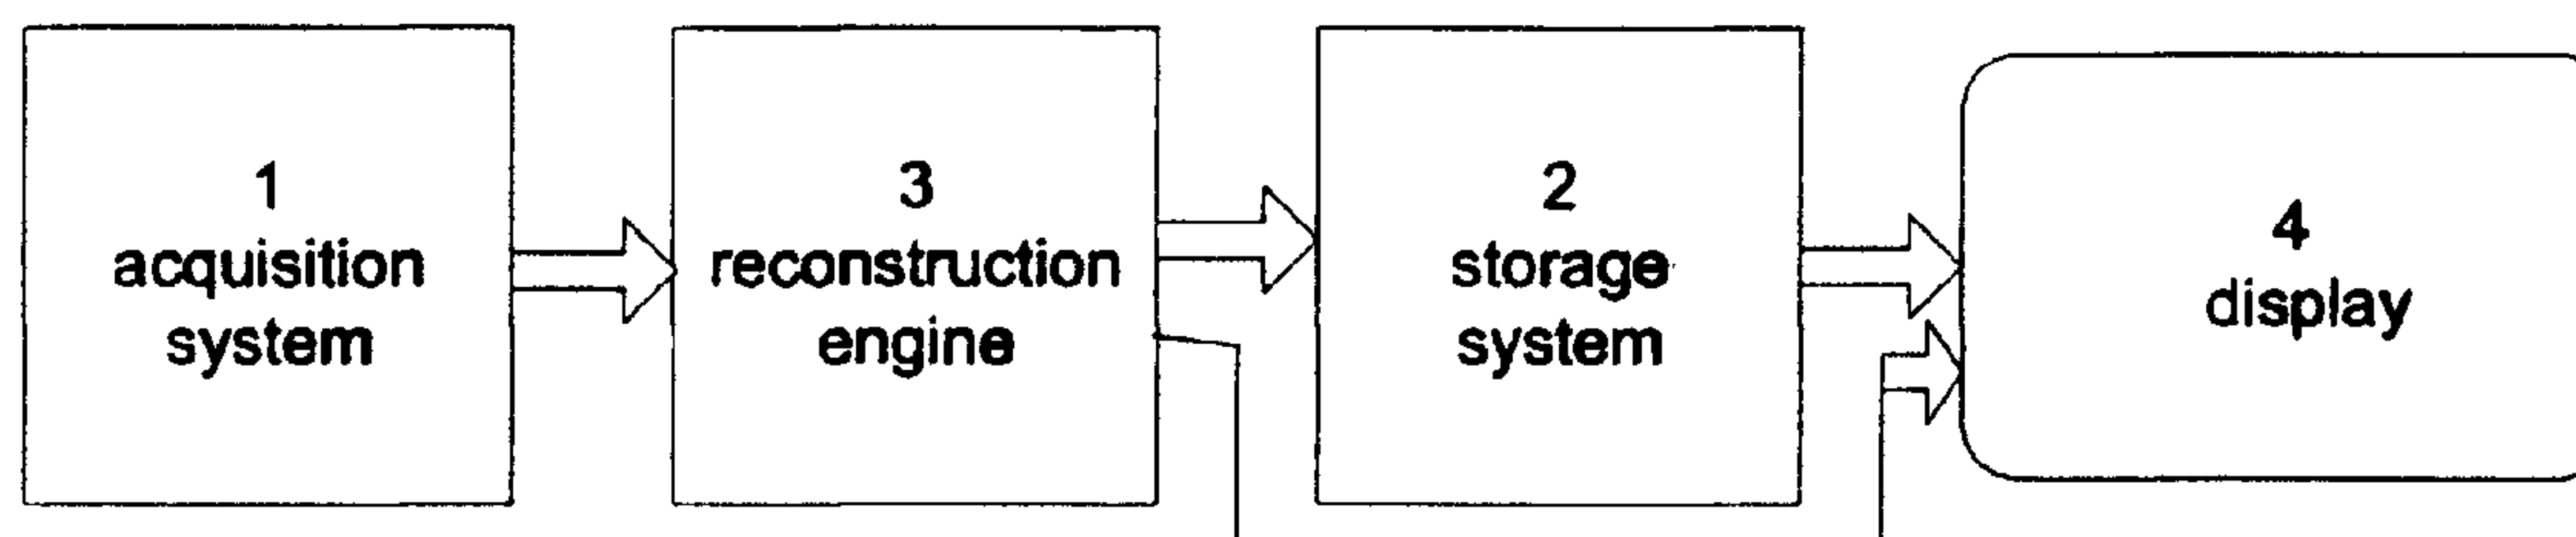 1
acquisition
system
3
reconstruction
engine
2
storage
system
4
display